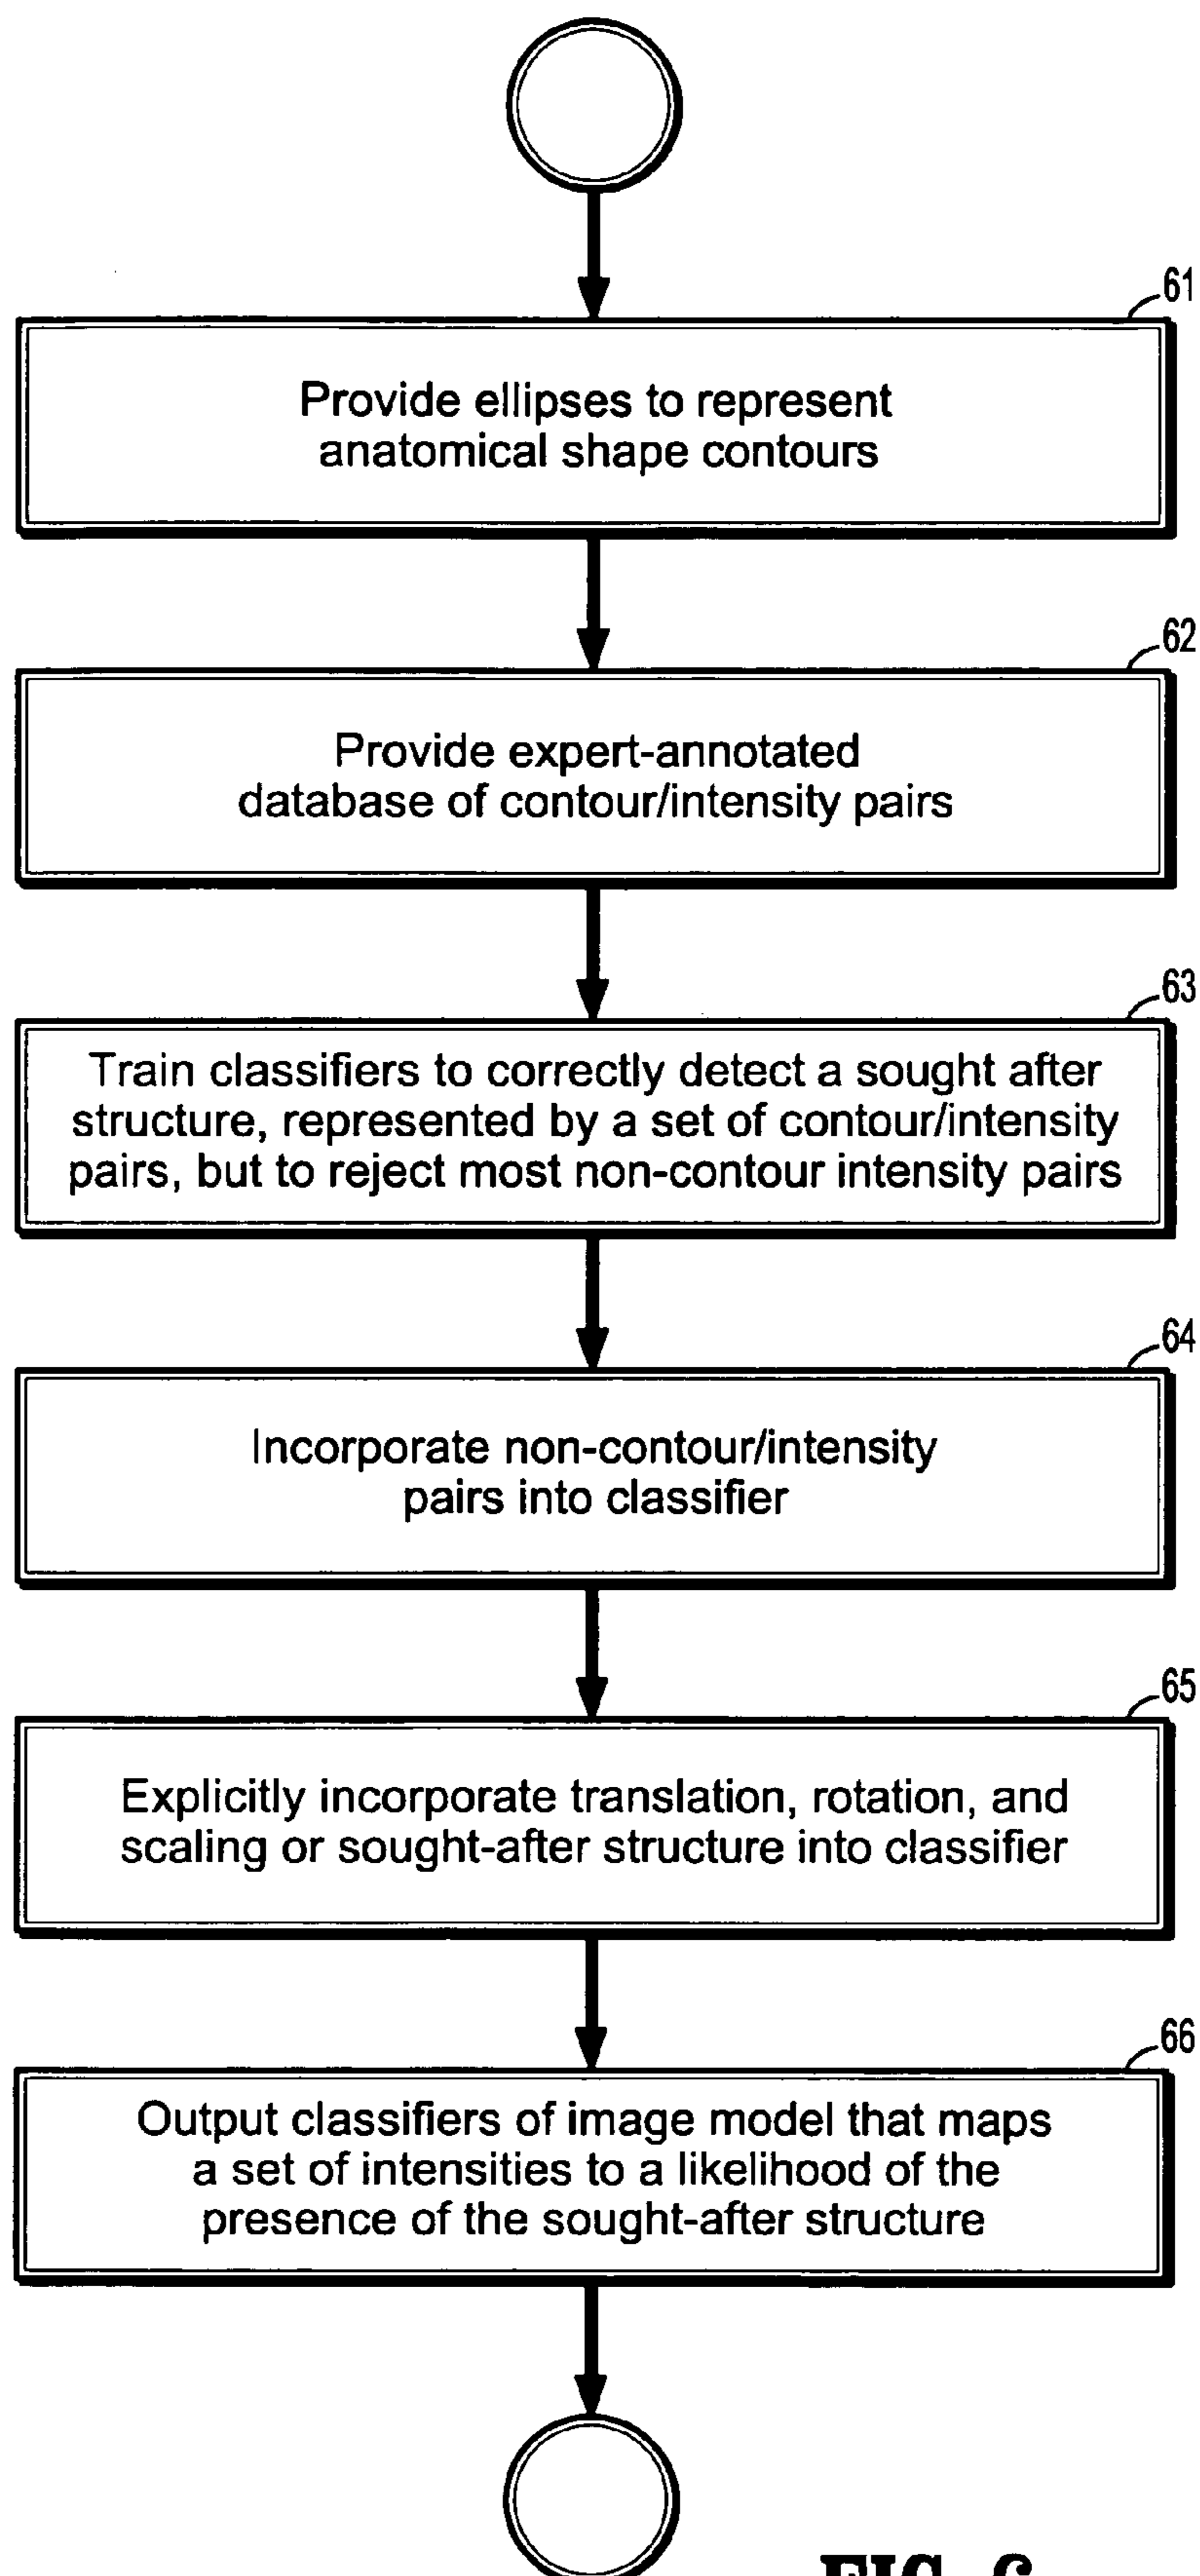 61
Provide ellipses to represent
anatomical shape contours
62
Provide expert-annotated
database of contour/intensity pairs
63
Train classifiers to correctly detect a sought after
structure, represented by a set of contour/intensity
pairs, but to reject most non-contour intensity pairs
64
Incorporate non-contour/intensity
pairs into classifier
65
Explicitly incorporate translation, rotation, and
scaling or sought-after structure into classifier
66
Output classifiers of image model that maps
a set of intensities to a likelihood of the
presence of the sought-after structure
FIG. 6